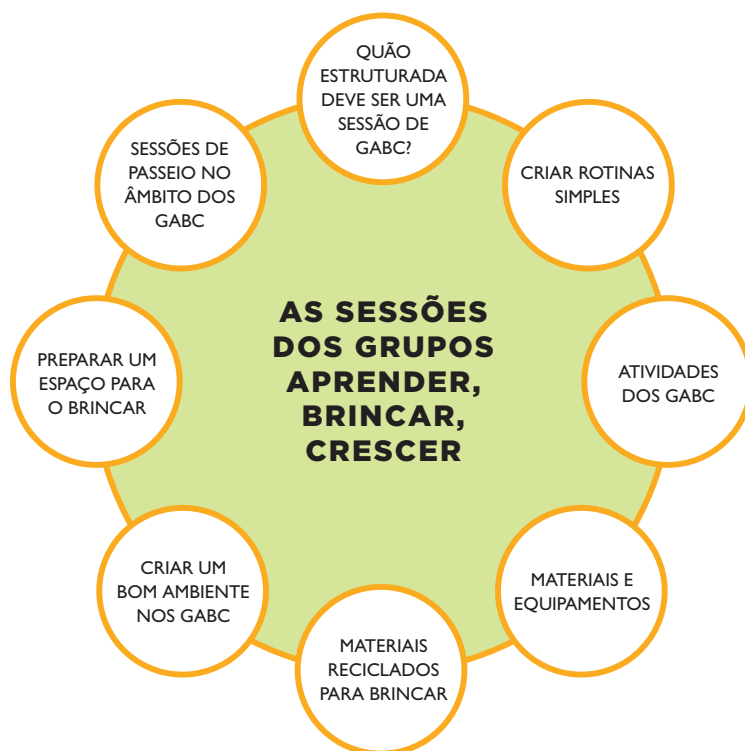 QUÃO
ESTRUTURADA
DEVE SER UMA
SESSÃO DE
GABC?
CRIAR ROTINAS
SIMPLES
ATIVIDADES
DOS GABC
MATERIAIS E
EQUIPAMENTOS
MATERIAIS
RECICLADOS
PARA BRINCAR
CRIAR UM
BOM AMBIENTE
NOS GABC
PREPARAR UM
ESPAÇO PARA
O BRINCAR
SESSÕES DE
PASSEIO NO
ÂMBITO DOS
GABC
AS SESSÕES
DOS GRUPOS
APRENDER,
BRINCAR,
CRESCER